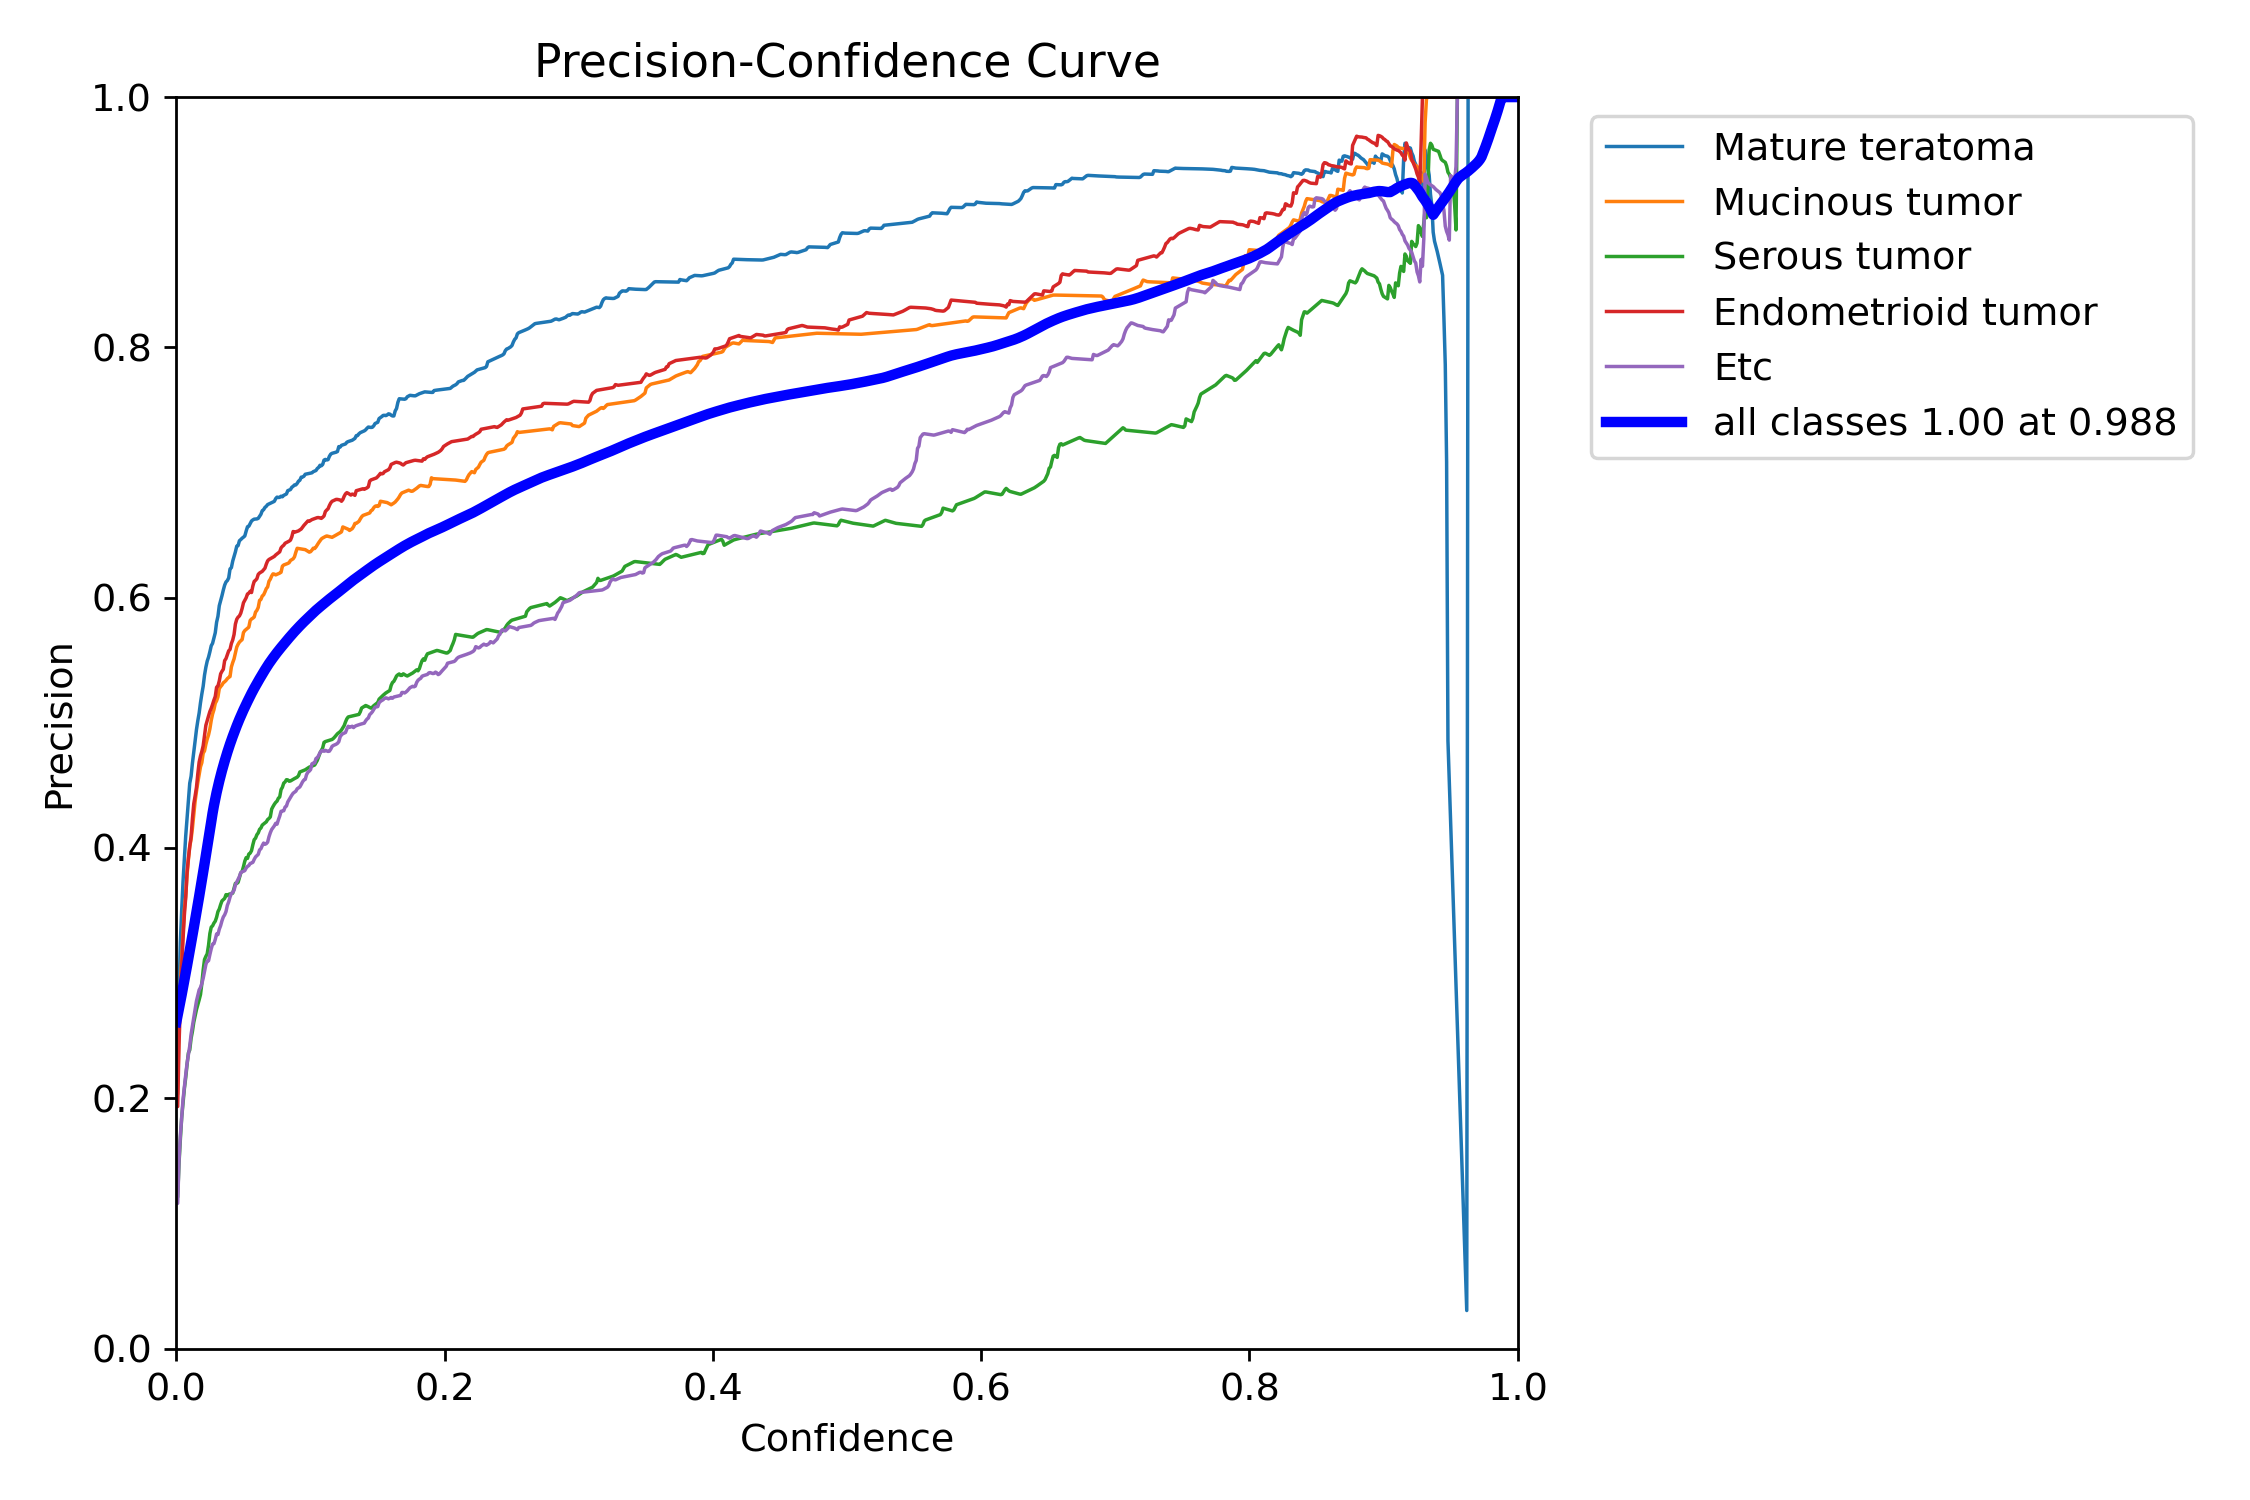 Precision-Confidence Curve
1.0
0.8
0.6
0.4
0.2
0.0
Precision
0.0
0.2
0.4
0.6
0.8
1.0
Confidence
Mature teratoma
Mucinous tumor
Serous tumor
Endometrioid tumor
Etc
all classes 1.00 at 0.988